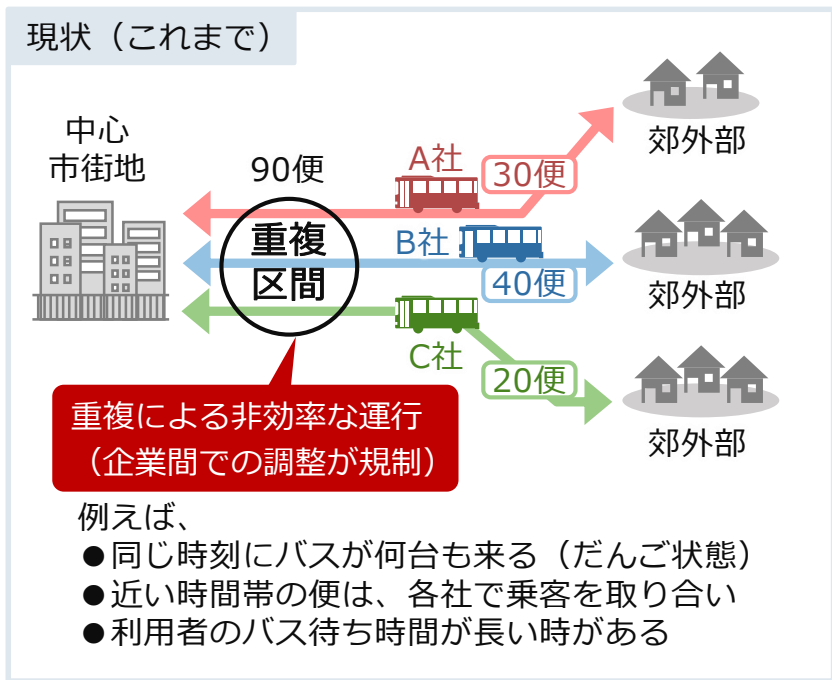 現状（これまで）
中心
市街地
90便
A社
30便
郊外部
重複
区間
B社
40便
郊外部
C社
20便
郊外部
重複による非効率な運行
（企業間での調整が規制）
例えば、
●同じ時刻にバスが何台も来る（だんご状態）
●近い時間帯の便は、各社で乗客を取り合い
●利用者のバス待ち時間が長い時がある